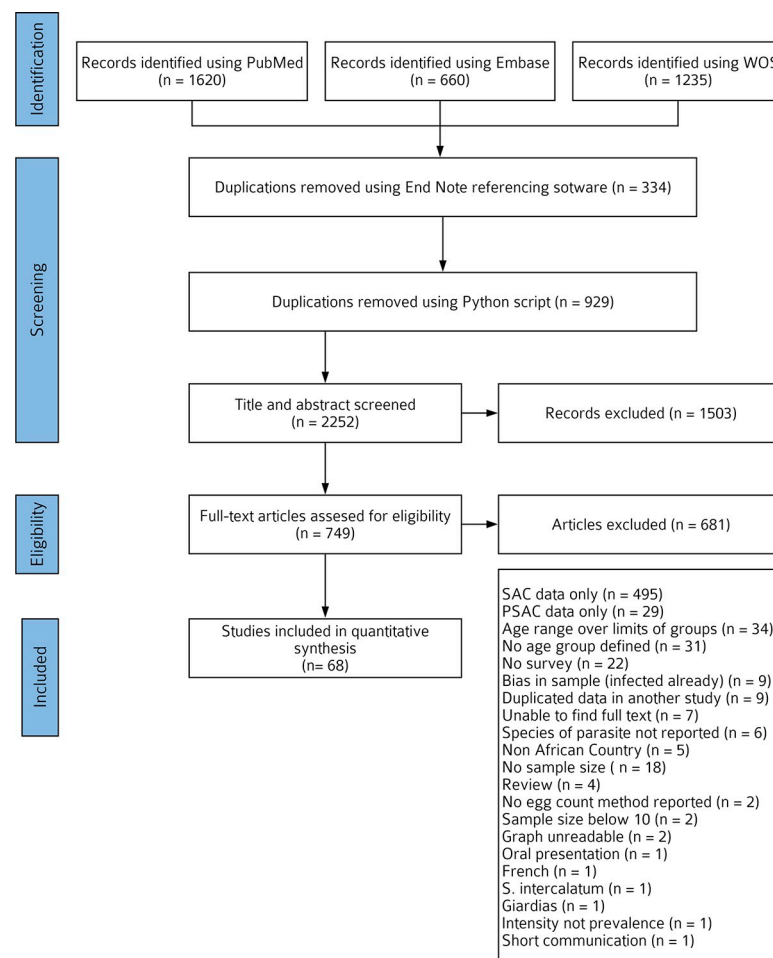 Identification
Records identified using PubMed
(n = 1620)
Records identified using Embase
(n = 660)
Records identified using WOS
(n = 1235)
Screening
Duplications removed using End Note referencing sotware (n = 334)
Duplications removed using Python script (n = 929)
Title and abstract screened
(n = 2252)
Records excluded (n = 1503)
Eligibility
Full-text articles assesed for eligibility
(n = 749)
Articles excluded (n = 681)
Included
Studies included in quantitative
synthesis
(n= 68)
SAC data only (n = 495)
PSAC data only (n = 29)
Age range over limits of groups (n = 34)
No age group defined (n = 31)
No survey (n = 22)
Bias in sample (infected already) (n = 9)
Duplicated data in another study (n = 9)
Unable to find full text (n = 7)
Species of parasite not reported (n = 6)
Non African Country (n = 5)
No sample size ( n = 18)
Review (n = 4)
No egg count method reported (n = 2)
Sample size below 10 (n = 2)
Graph unreadable (n = 2)
Oral presentation (n = 1)
French (n = 1)
S. intercalatum (n = 1)
Giardias (n = 1)
Intensity not prevalence (n = 1)
Short communication (n = 1)